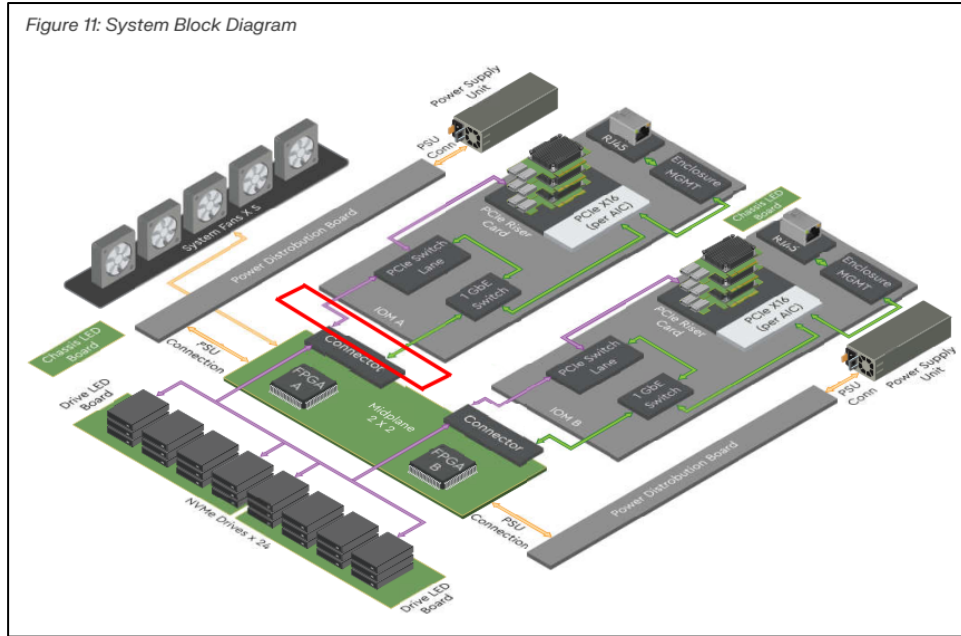 Figure 11: System Block Diagram
Power Supply
Unit
PSU
Conn
RJ45
Enclosure
MGMT
PCIe Riser
Card
PCIe X16
(per AIC)
Chassis LED
Board
System Fans X 5
Power Distrobution Board
PCIe Switch
Lane
1 GbE
Switch
IOM A
RJ45
Enclosure
MGMT
PCIe Riser
Card
PCIe X16
(per AIC)
Chassis LED
Board
PSU
Connection
Connector
FPGA
A
Midplane
2 X 2
PCIe Switch
Lane
1 GbE
Switch
IOM B
PSU
Conn
Power Supply
Unit
Drive LED
Board
Connector
FPGA
B
Power Distrobution Board
NVMe Drives x 24
PSU
Connection
Drive LED
Board